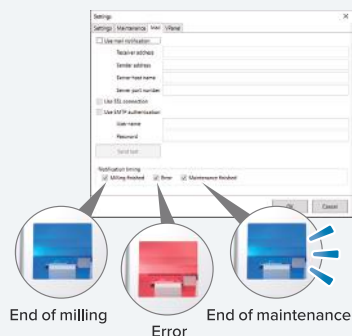 Settings
Settings Maintenance Mail VPanel
Use mail notification
Receiver address
Sender address
Server host name
Server port number
Use SSL connection
Use SMTP authentication
User name
Password
Send test
Notification timing
Milling finished Error Maintenance finished
OK Cancel
End of milling
Error
End of maintenance